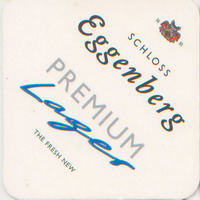 SCHLOSS
Eggenberg
PREMIUM
Lager
THE FRESH NEW